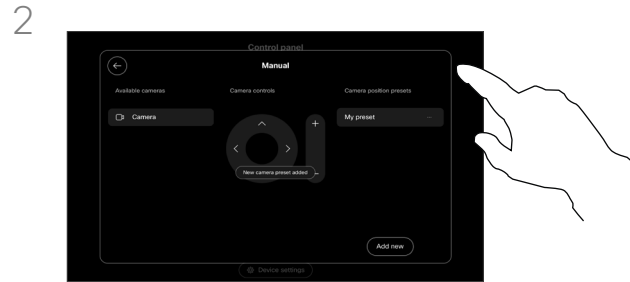 2
Control panel
Manual
Available cameras
Camera controls
Camera position presets
Camera
My preset
New camera preset added
Add new
Device settings